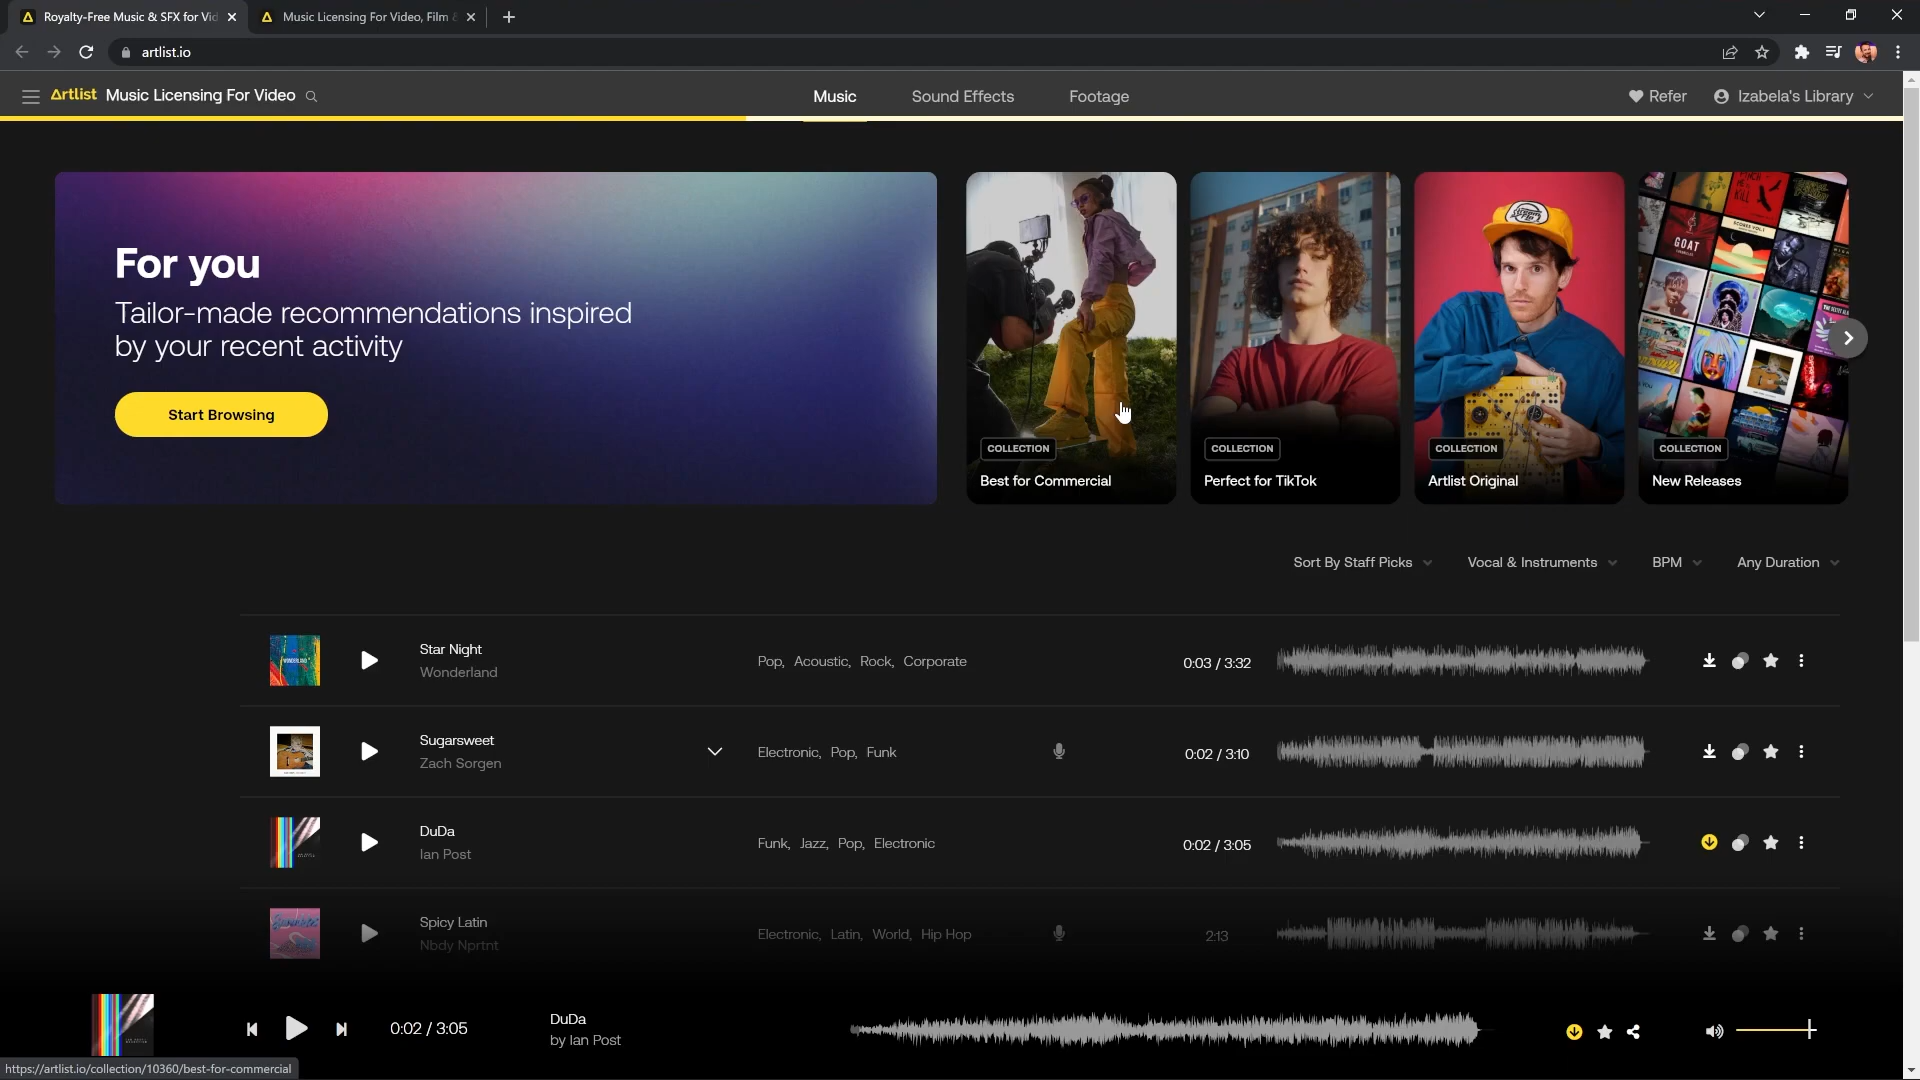 Royalty-Free Music & SFX for Vid
Music Licensing For Video, Film &
artlist.io
Artlist Music Licensing For Video
Music
Sound Effects
Footage
Refer
Izabela's Library
For you
Tailor-made recommendations inspired
by your recent activity
Start Browsing
COLLECTION
Best for Commercial
COLLECTION
Perfect for TikTok
COLLECTION
Artlist Original
GOAT
COLLECTION
New Releases
Sort By Staff Picks
Vocal & Instruments
BPM
Any Duration
WONDERLAND
Star Night
Wonderland
Pop, Acoustic, Rock, Corporate
0:03 / 3:32
Sugarsweet
Zach Sorgen
Electronic, Pop, Funk
0:02 / 3:10
DuDa
Ian Post
Funk, Jazz, Pop, Electronic
0:02 / 3:05
Spicy Latin
Nbdy Nprtnt
Electronic, Latin, World, Hip Hop
2:13
0:02 / 3:05
DuDa
by Ian Post
https://artlist.io/collection/10360/best-for-commercial